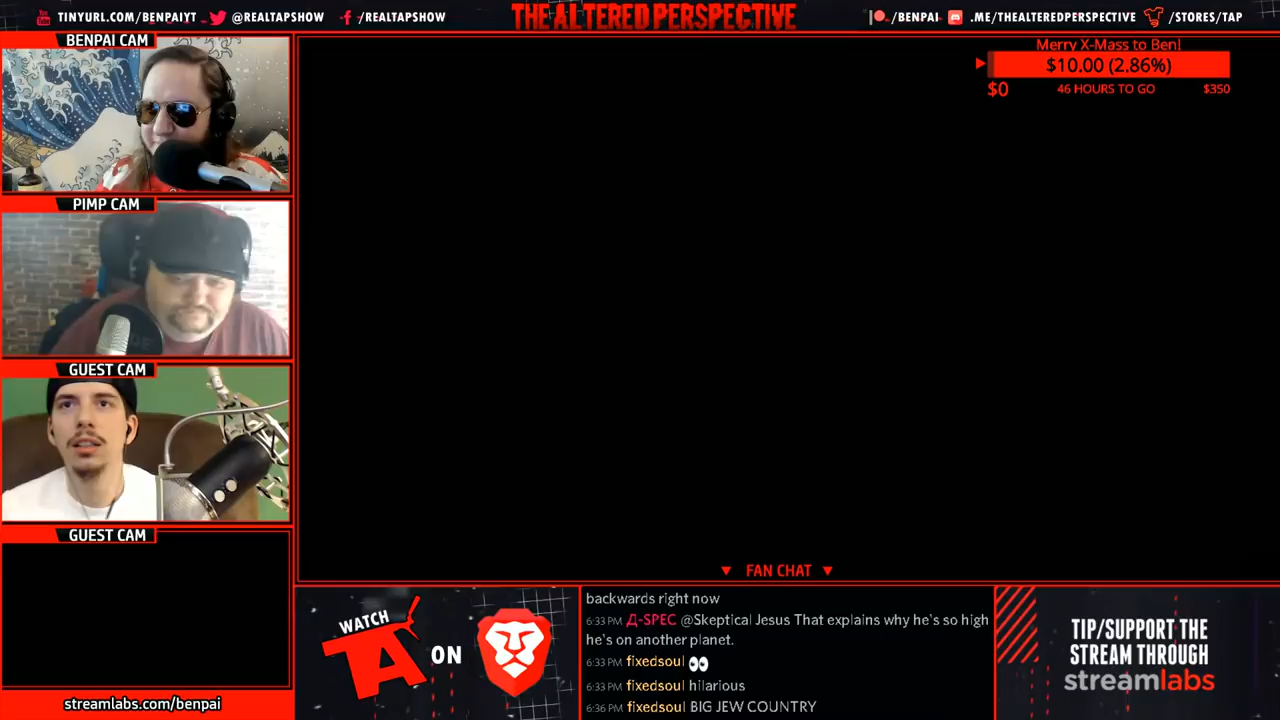 TINYURL.COM/BENPAIYT
@REALTAPSHOW
/REALTAPSHOW
THE ALTERED PERSPECTIVE
/BENPAI
.ME/THEALTEREDPERSPECTIVE
/STORES/TAP
BENPAI CAM
Merry X-Mass to Ben!
$10.00 (2.86%)
$0
46 HOURS TO GO
$350
PIMP CAM
GUEST CAM
GUEST CAM
streamlabs.com/benpai
▼ FAN CHAT ▼
WATCH
TA
ON
backwards right now
6:33 PM Д-SPEC @Skeptical Jesus That explains why he's so high
he's on another planet.
6:33 PM fixedsoul 👀
6:33 PM fixedsoul hilarious
6:36 PM fixedsoul BIG JEW COUNTRY
TIP/SUPPORT THE
STREAM THROUGH
streamlabs